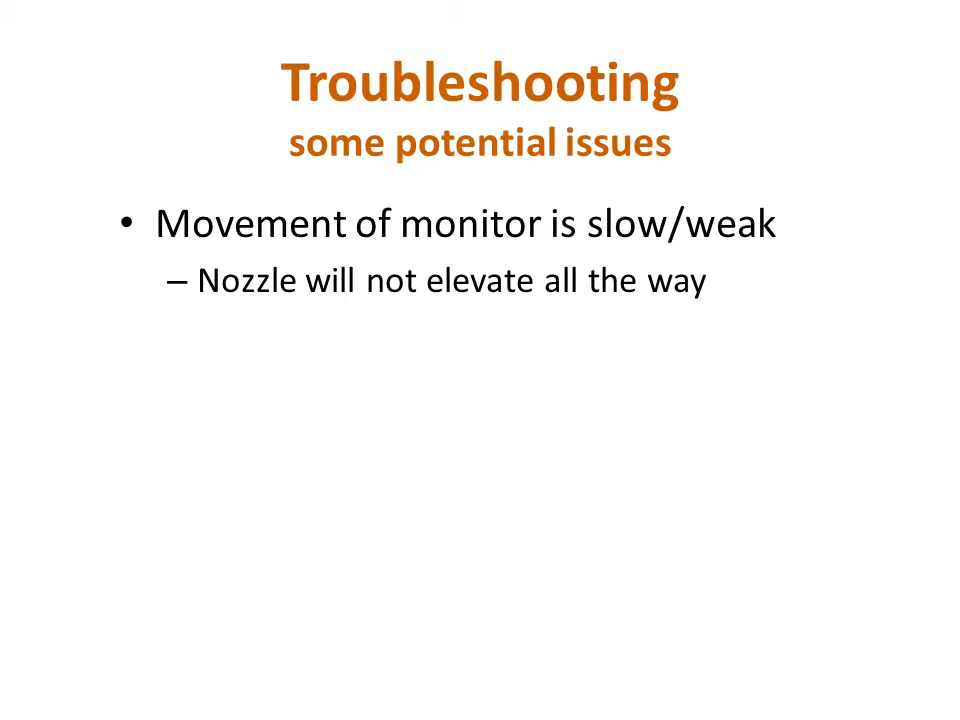 Troubleshooting
some potential issues
• Movement of monitor is slow/weak
– Nozzle will not elevate all the way